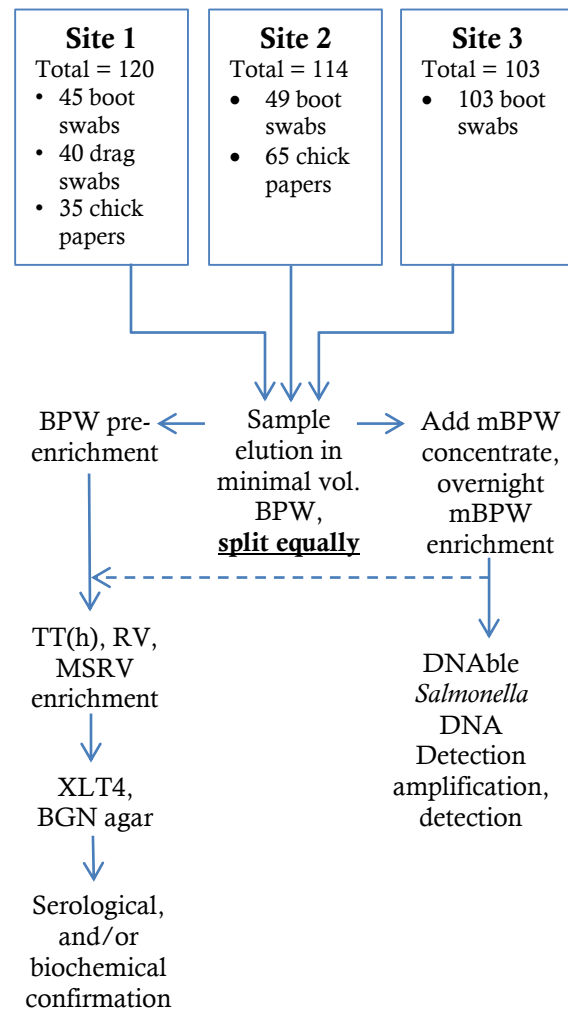 Site 1
Total = 120
• 45 boot
swabs
• 40 drag
swabs
• 35 chick
papers
Site 2
Total = 114
• 49 boot
swabs
• 65 chick
papers
Site 3
Total = 103
• 103 boot
swabs
BPW pre-
enrichment
Sample
elution in
minimal vol.
BPW,
split equally
Add mBPW
concentrate,
overnight
mBPW
enrichment
TT(h), RV,
MSRV
enrichment
XLT4,
BGN agar
Serological,
and/or
biochemical
confirmation
DNAble
Salmonella
DNA
Detection
amplification,
detection